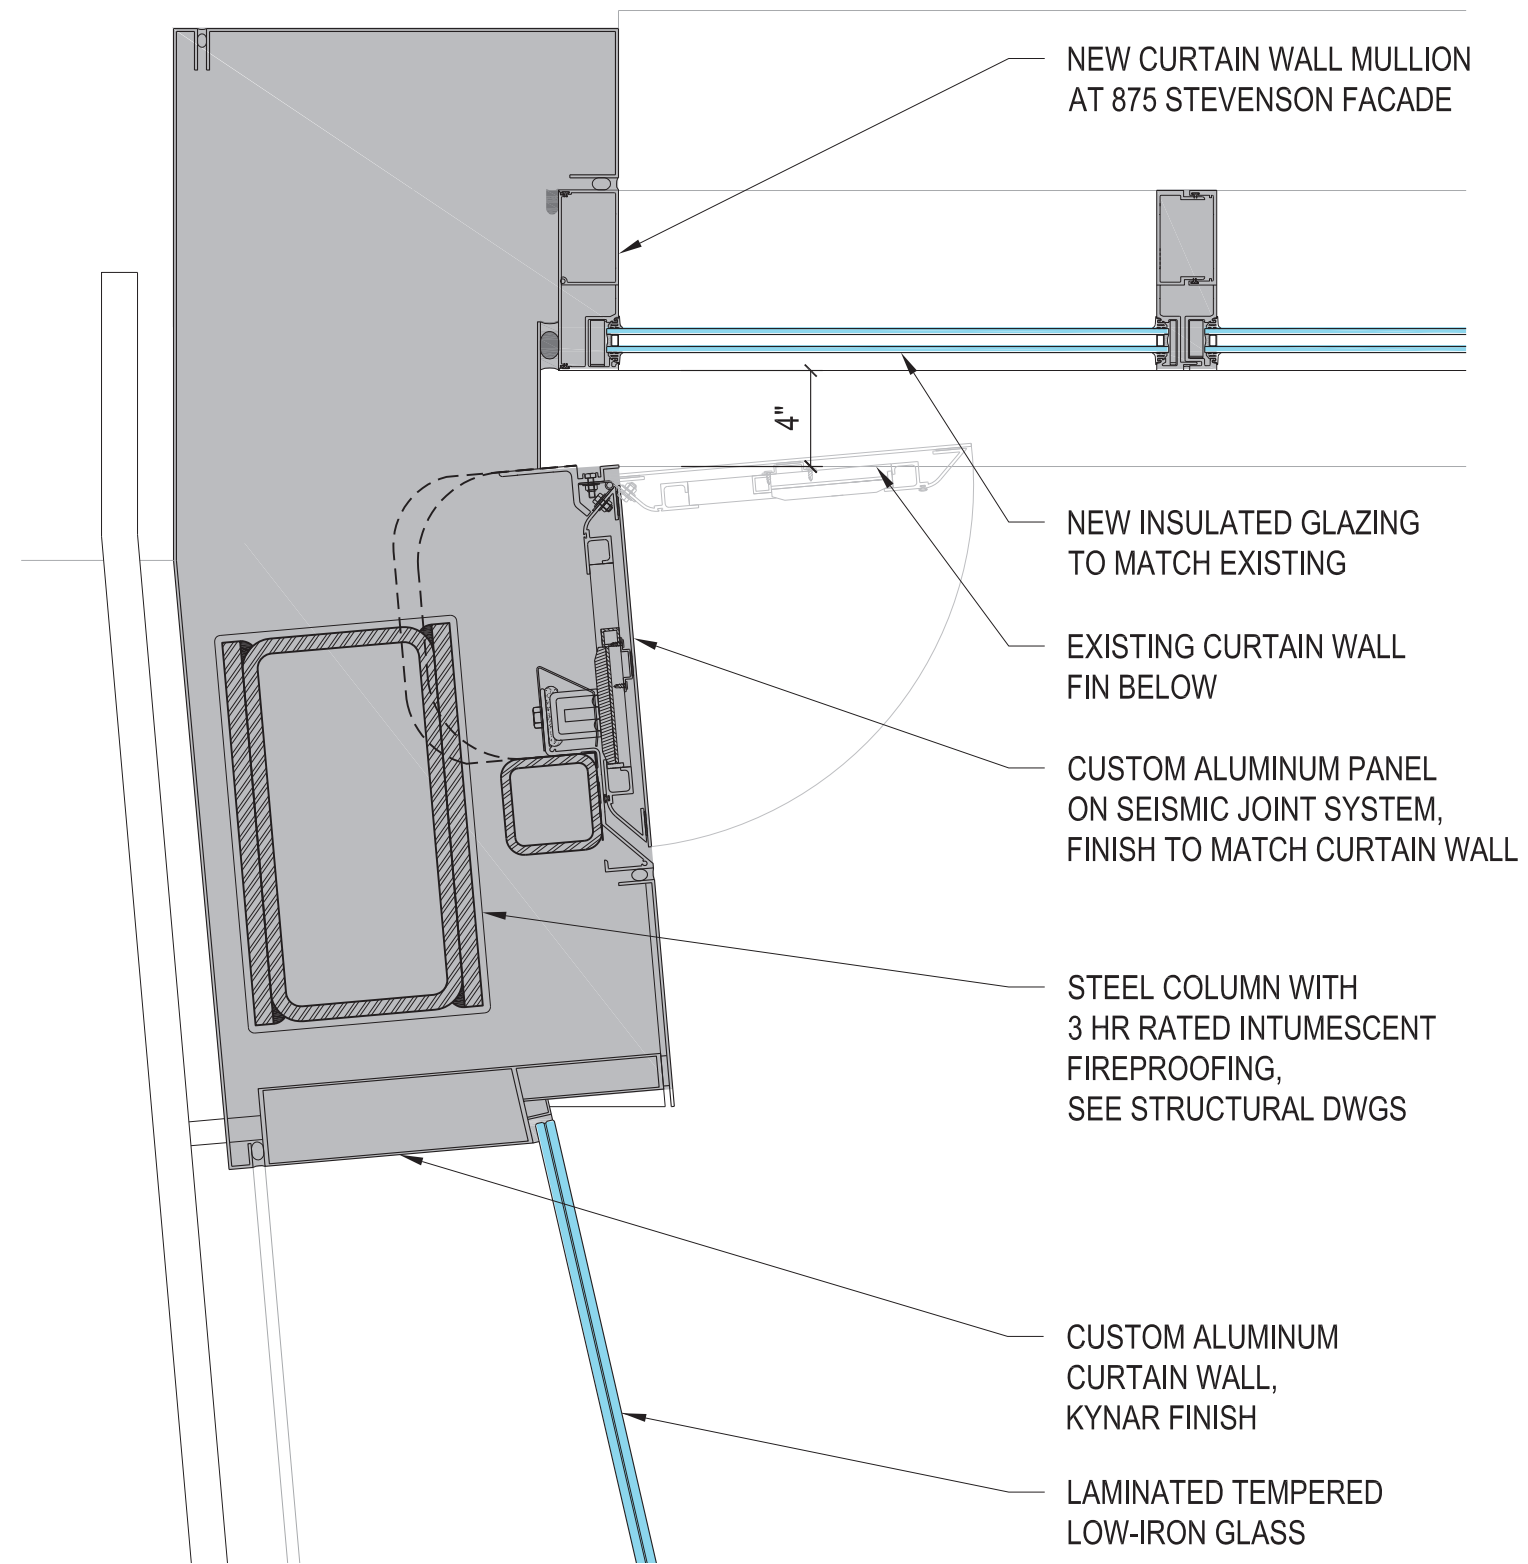 NEW CURTAIN WALL MULLION
AT 875 STEVENSON FACADE
4"
NEW INSULATED GLAZING
TO MATCH EXISTING
EXISTING CURTAIN WALL
FIN BELOW
CUSTOM ALUMINUM PANEL
ON SEISMIC JOINT SYSTEM,
FINISH TO MATCH CURTAIN WALL
STEEL COLUMN WITH
3 HR RATED INTUMESCENT
FIREPROOFING,
SEE STRUCTURAL DWGS
CUSTOM ALUMINUM
CURTAIN WALL,
KYNAR FINISH
LAMINATED TEMPERED
LOW-IRON GLASS